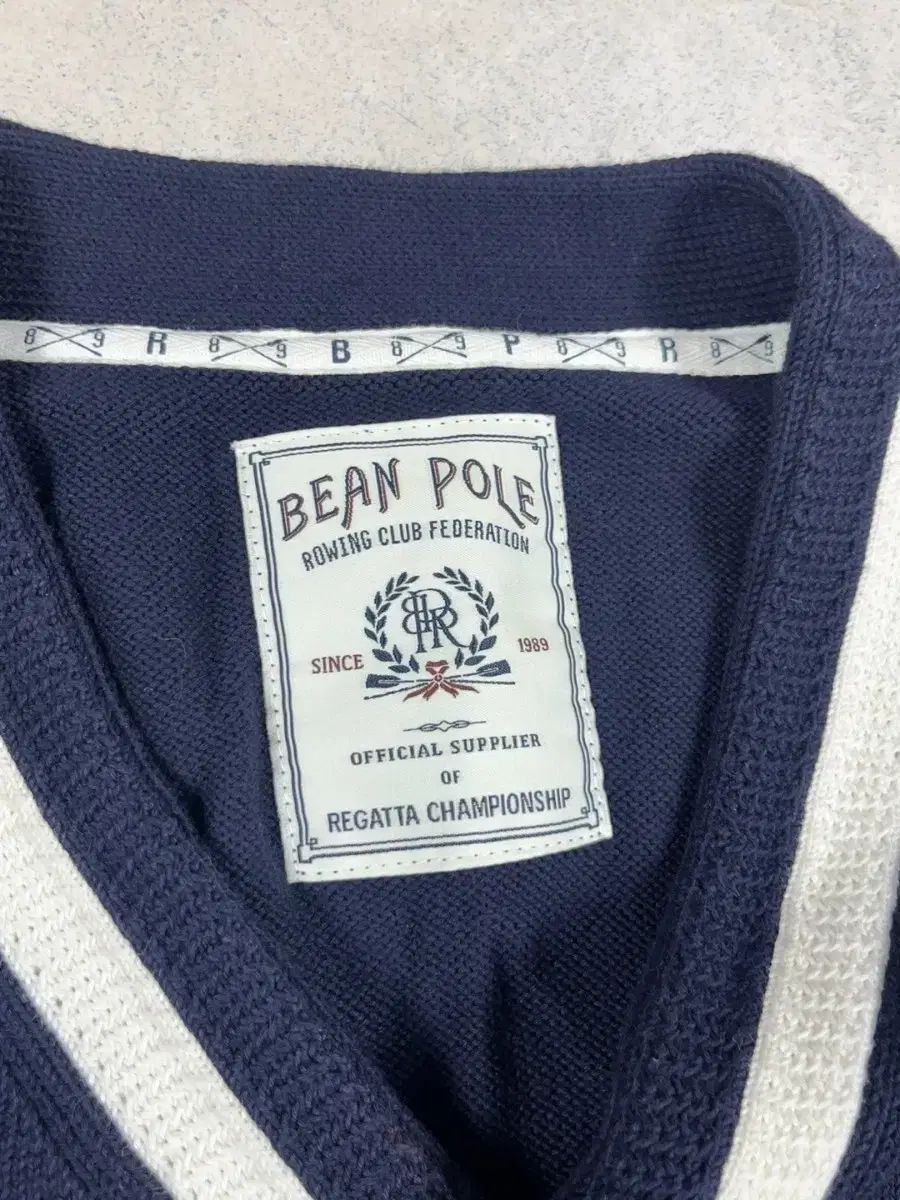 8 9 R 8 9 B 8 9 P 8 9 R 8 9
BEAN POLE
ROWING CLUB FEDERATION
BPR
SINCE 1989
OFFICIAL SUPPLIER
OF
REGATTA CHAMPIONSHIP